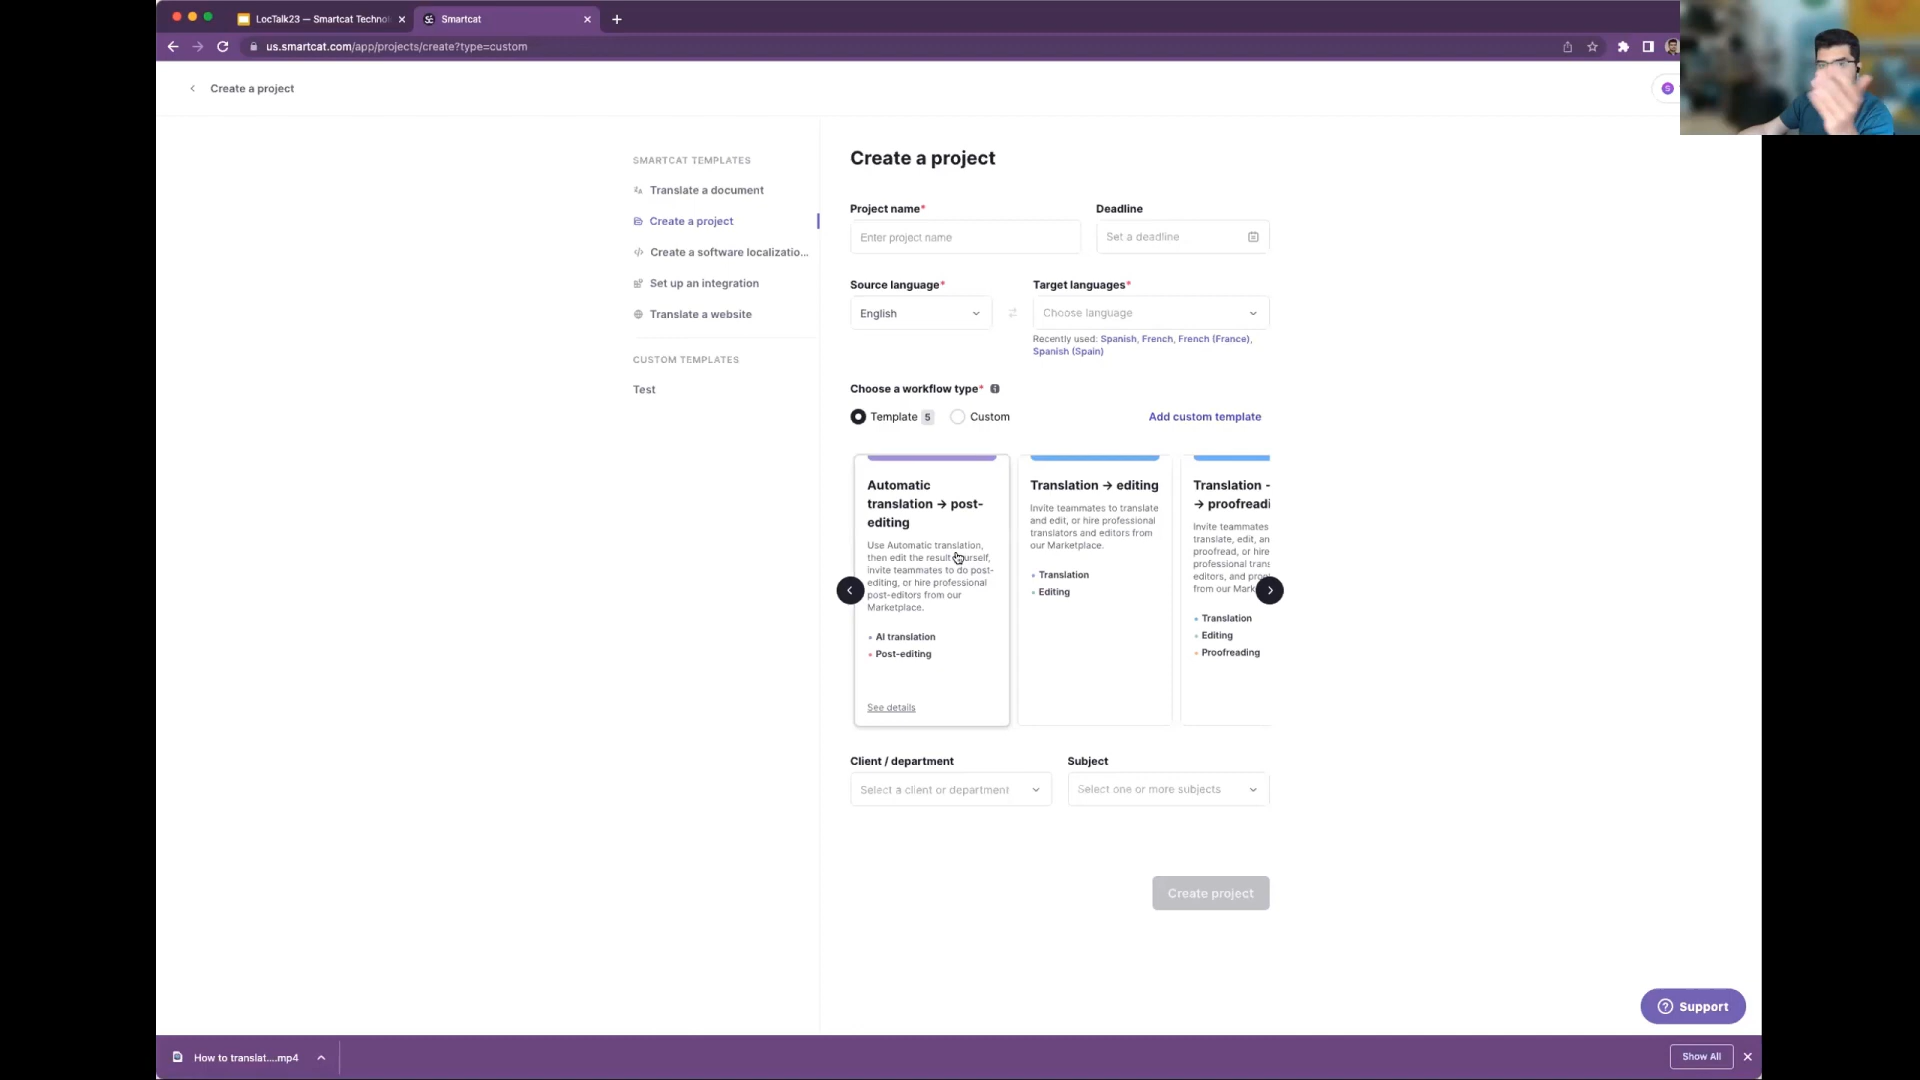 LocTalk23 — Smartcat Techno
Smartcat
us.smartcat.com/app/projects/create?type=custom
Create a project
S
SMARTCAT TEMPLATES
Translate a document
Create a project
Create a software localizatio...
Set up an integration
Translate a website
CUSTOM TEMPLATES
Test
Create a project
Project name*
Deadline
Enter project name
Set a deadline
Source language*
Target languages*
English
Choose language
Recently used: Spanish, French, French (France),
Spanish (Spain)
Choose a workflow type*
Template 5
Custom
Add custom template
Automatic
translation → post-
editing
Use Automatic translation,
then edit the result yourself,
invite teammates to do post-
editing, or hire professional
post-editors from our
Marketplace.
AI translation
Post-editing
See details
Translation → editing
Invite teammates to translate
and edit, or hire professional
translators and editors from
our Marketplace.
Translation
Editing
Translation -
→ proofreadi
Invite teammates
translate, edit, an
proofread, or hire
professional trans
editors, and proo
from our Mark
Translation
Editing
Proofreading
Client / department
Subject
Select a client or department
Select one or more subjects
Create project
Support
How to translat....mp4
Show All